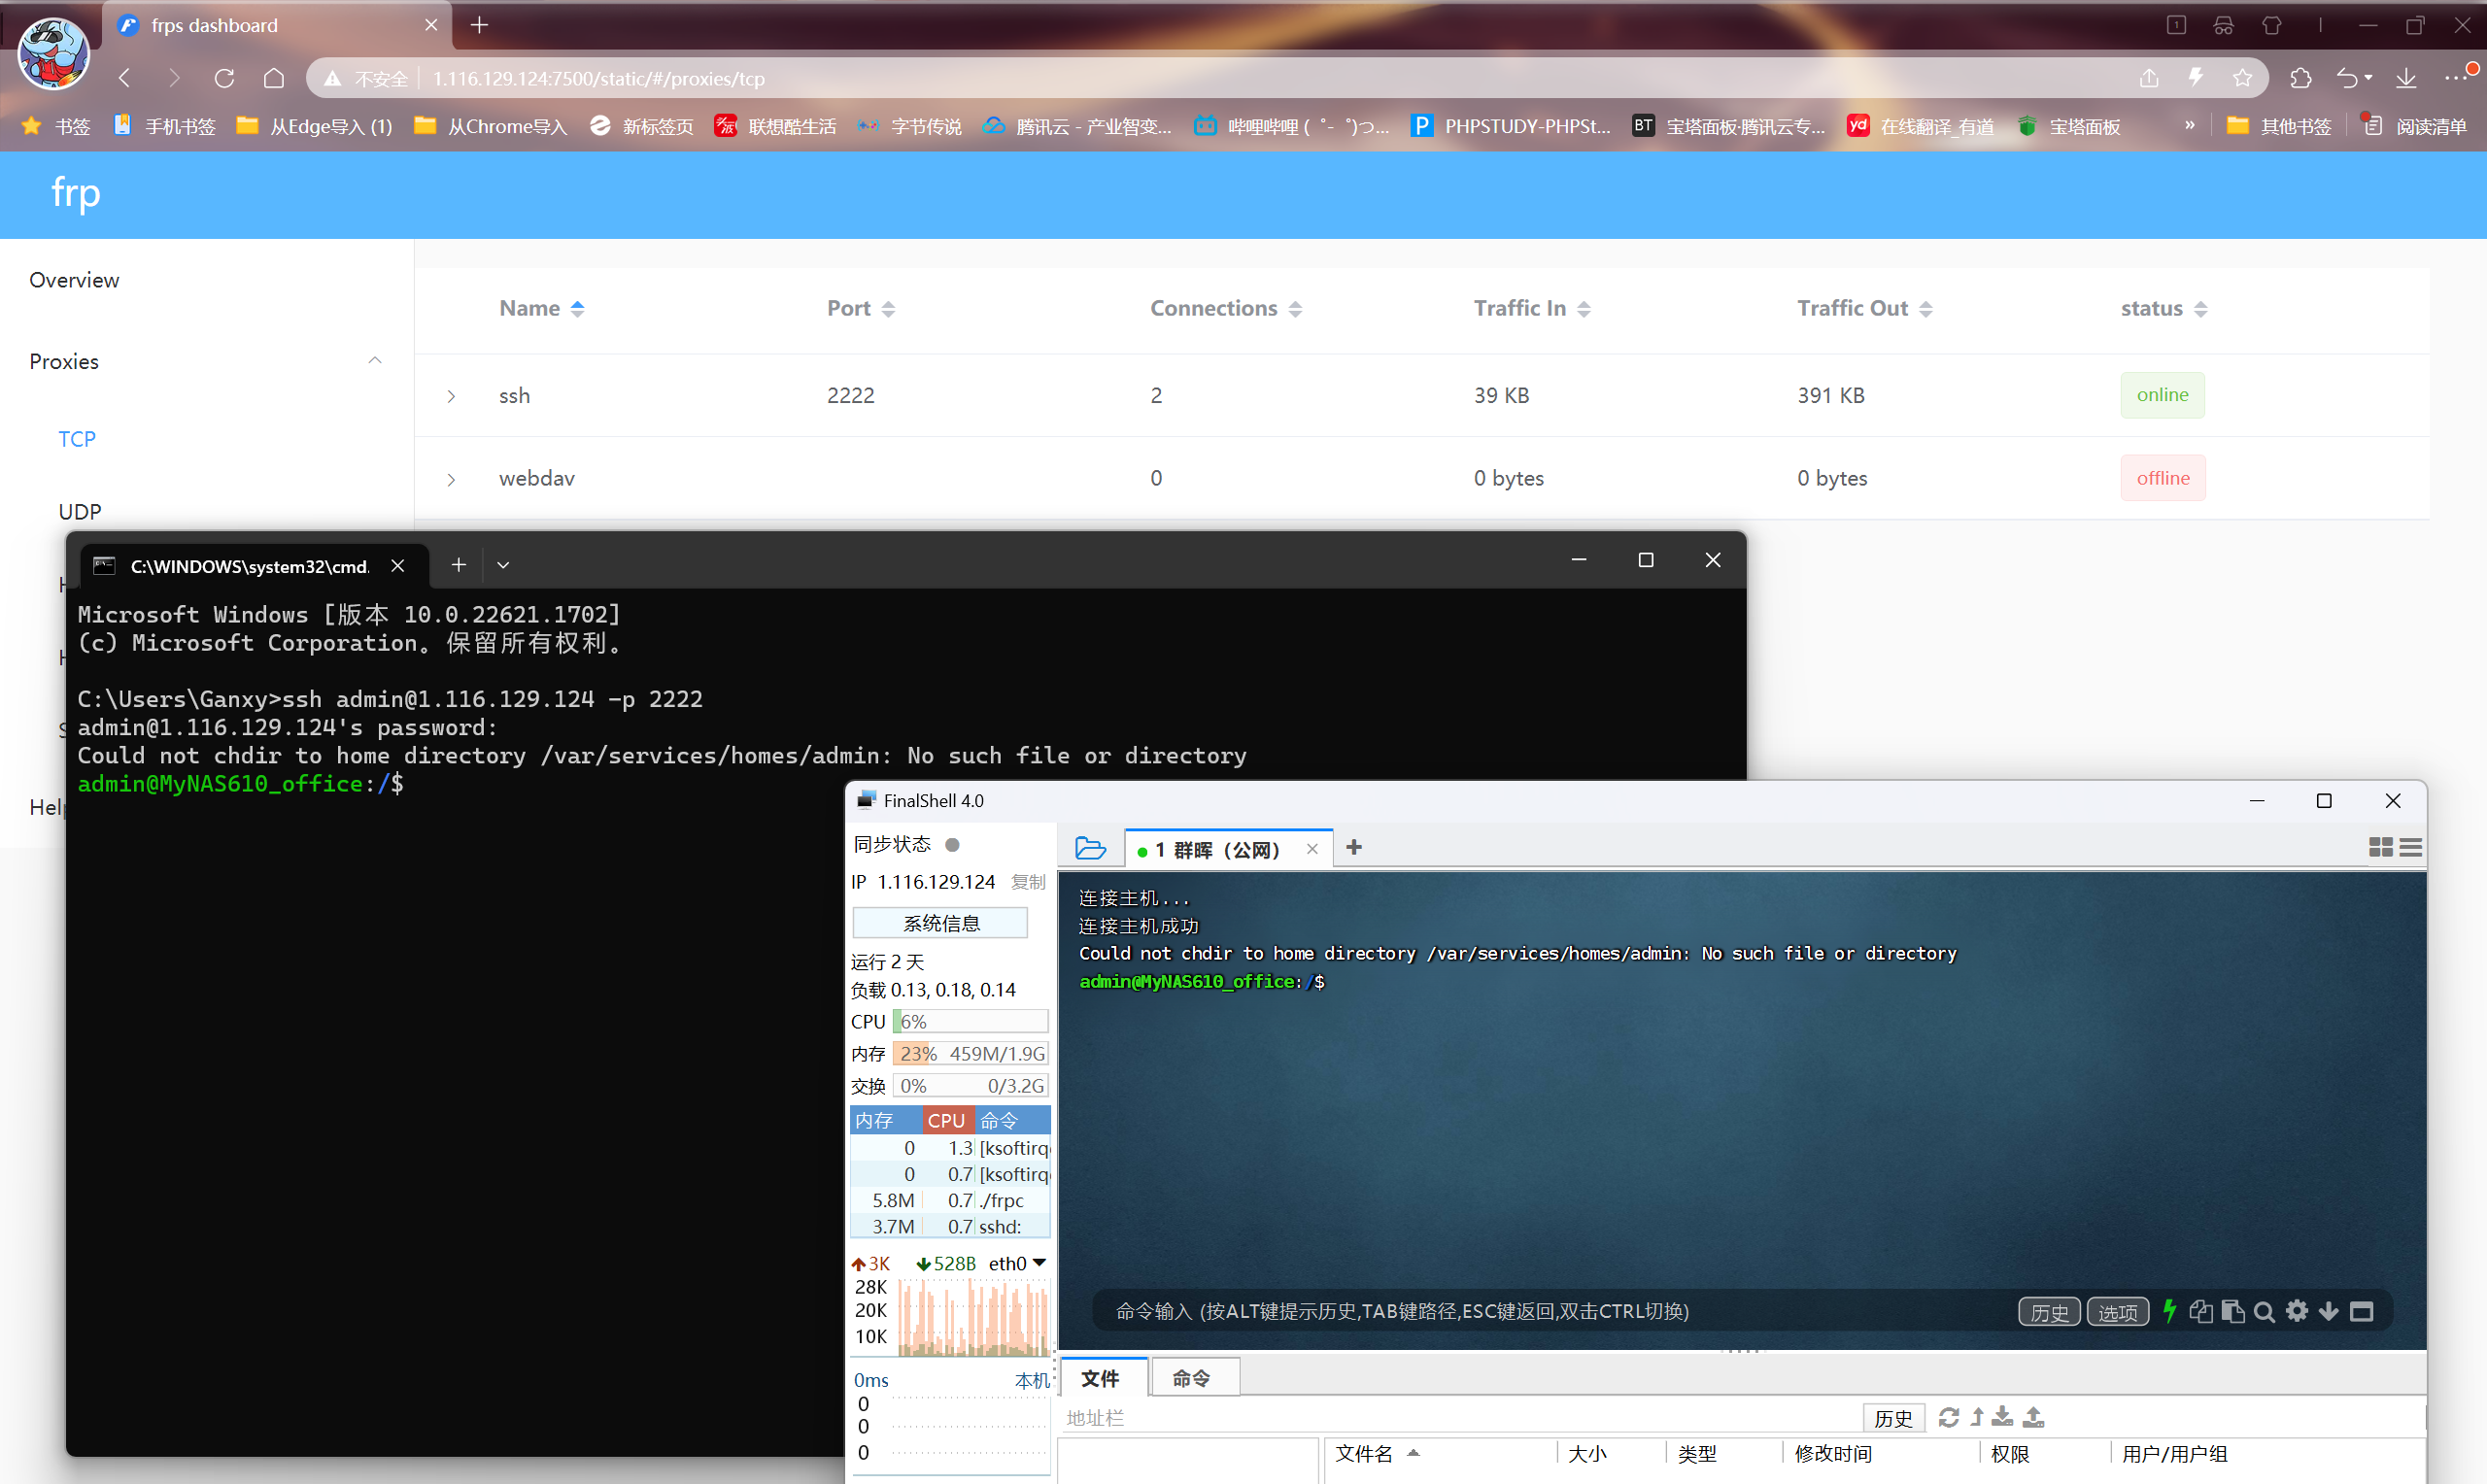 frps dashboard
不安全 1.116.129.124:7500/static/#/proxies/tcp
书签 手机书签 从Edge导入 (1) 从Chrome导入 新标签页 联想酷生活 字节传说 腾讯云 - 产业智变... 哔哩哔哩 (゜-゜)つ... PHPSTUDY-PHPSt... 宝塔面板·腾讯云专... 在线翻译_有道 宝塔面板 » 其他书签 阅读清单
frp
Overview
Proxies
TCP
UDP
Name Port Connections Traffic In Traffic Out status
ssh 2222 2 39 KB 391 KB online
webdav 0 0 bytes 0 bytes offline
C:\WINDOWS\system32\cmd.
Microsoft Windows [版本 10.0.22621.1702]
(c) Microsoft Corporation。保留所有权利。
C:\Users\Ganxy>ssh admin@1.116.129.124 -p 2222
admin@1.116.129.124's password:
Could not chdir to home directory /var/services/homes/admin: No such file or directory
admin@MyNAS610_office:/$
FinalShell 4.0
同步状态
IP 1.116.129.124 复制
系统信息
运行 2 天
负载 0.13, 0.18, 0.14
CPU 6%
内存 23% 459M/1.9G
交换 0% 0/3.2G
内存 CPU 命令
0 1.3 [ksoftirq
0 0.7 [ksoftirq
5.8M 0.7 ./frpc
3.7M 0.7 sshd:
3K 528B eth0
28K
20K
10K
0ms 本机
0
0
0
1 群晖（公网）
连接主机...
连接主机成功
Could not chdir to home directory /var/services/homes/admin: No such file or directory
admin@MyNAS610_office:/$
命令输入 (按ALT键提示历史,TAB键路径,ESC键返回,双击CTRL切换) 历史 选项
文件 命令
地址栏 历史
文件名 大小 类型 修改时间 权限 用户/用户组